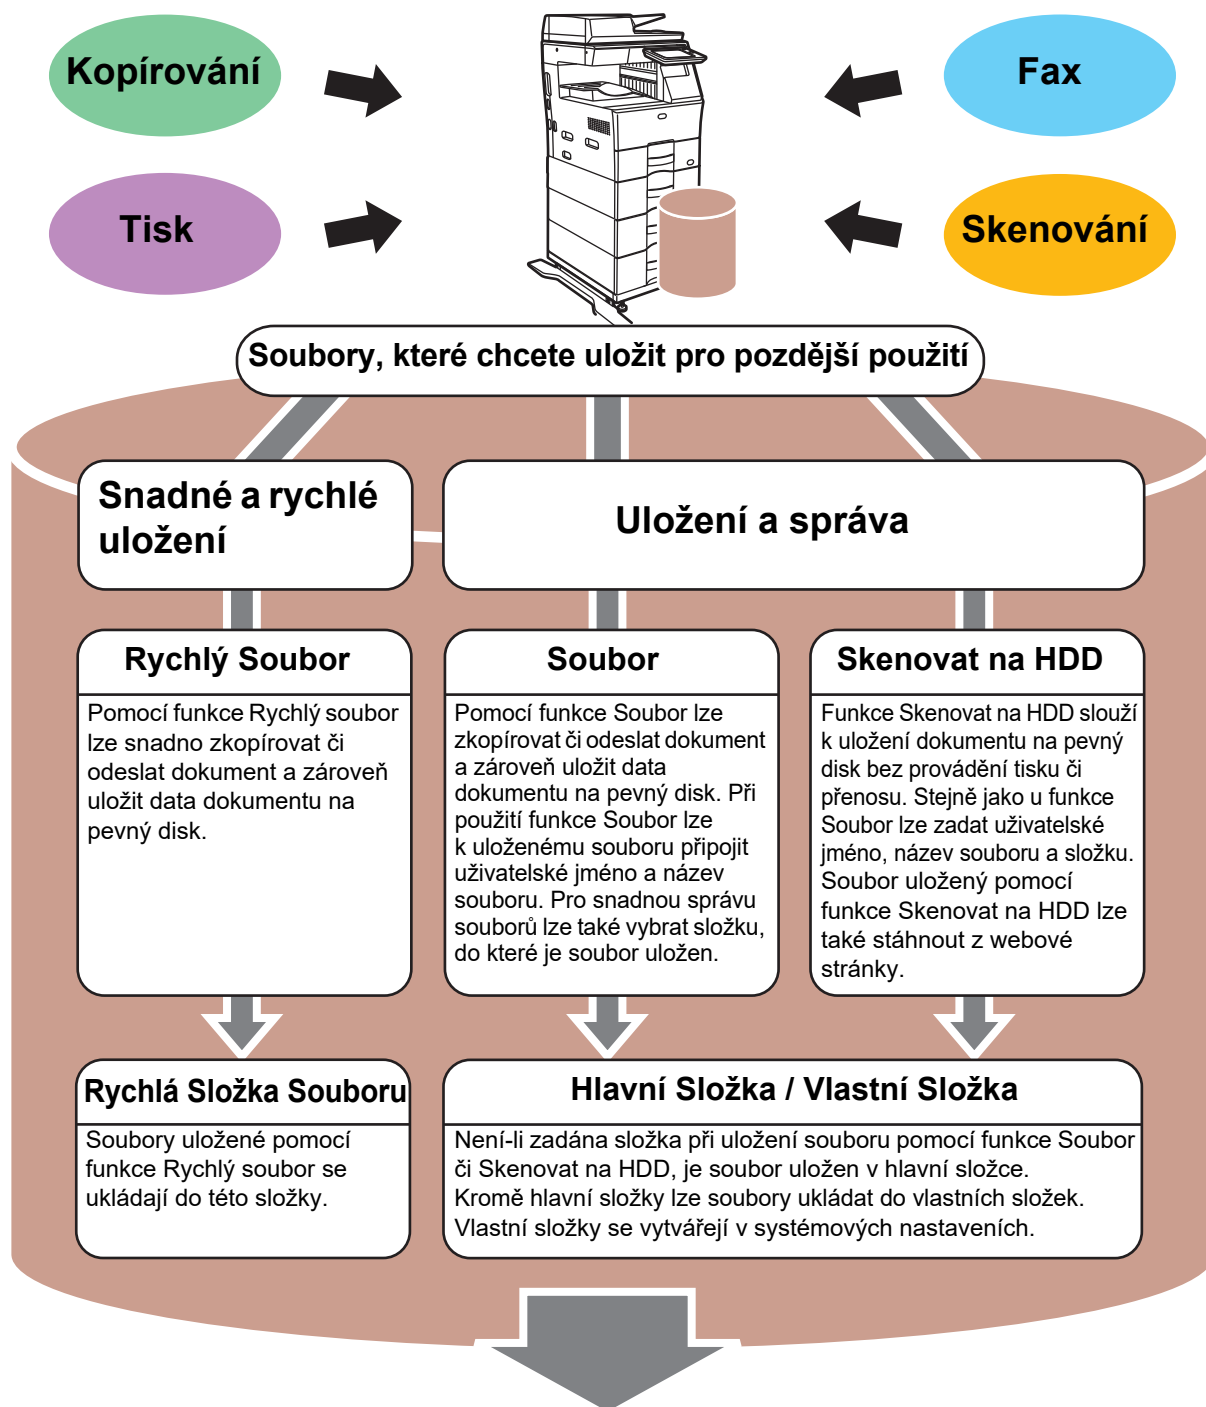 Kopírování
Fax
Tisk
Skenování
Soubory, které chcete uložit pro pozdější použití
Snadné a rychlé
uložení
Uložení a správa
Rychlý Soubor
Pomocí funkce Rychlý soubor
lze snadno zkopírovat či
odeslat dokument a zároveň
uložit data dokumentu na
pevný disk.
Soubor
Pomocí funkce Soubor lze
zkopírovat či odeslat dokument
a zároveň uložit data
dokumentu na pevný disk. Při
použití funkce Soubor lze
k uloženému souboru připojit
uživatelské jméno a název
souboru. Pro snadnou správu
souborů lze také vybrat složku,
do které je soubor uložen.
Skenovat na HDD
Funkce Skenovat na HDD slouží
k uložení dokumentu na pevný
disk bez provádění tisku či
přenosu. Stejně jako u funkce
Soubor lze zadat uživatelské
jméno, název souboru a složku.
Soubor uložený pomocí
funkce Skenovat na HDD lze
také stáhnout z webové
stránky.
Rychlá Složka Souboru
Soubory uložené pomocí
funkce Rychlý soubor se
ukládají do této složky.
Hlavní Složka / Vlastní Složka
Není-li zadána složka při uložení souboru pomocí funkce Soubor
či Skenovat na HDD, je soubor uložen v hlavní složce.
Kromě hlavní složky lze soubory ukládat do vlastních složek.
Vlastní složky se vytvářejí v systémových nastaveních.